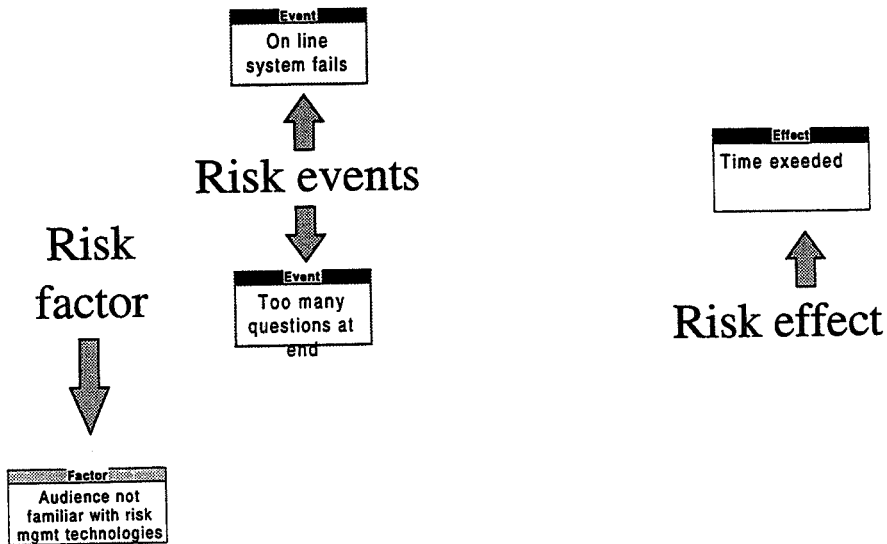 Event
On line
system fails
Risk events
Event
Too many
questions at
end
Risk
factor
Factor
Audience not
familiar with risk
mgmt technologies
Effect
Time exeeded
Risk effect